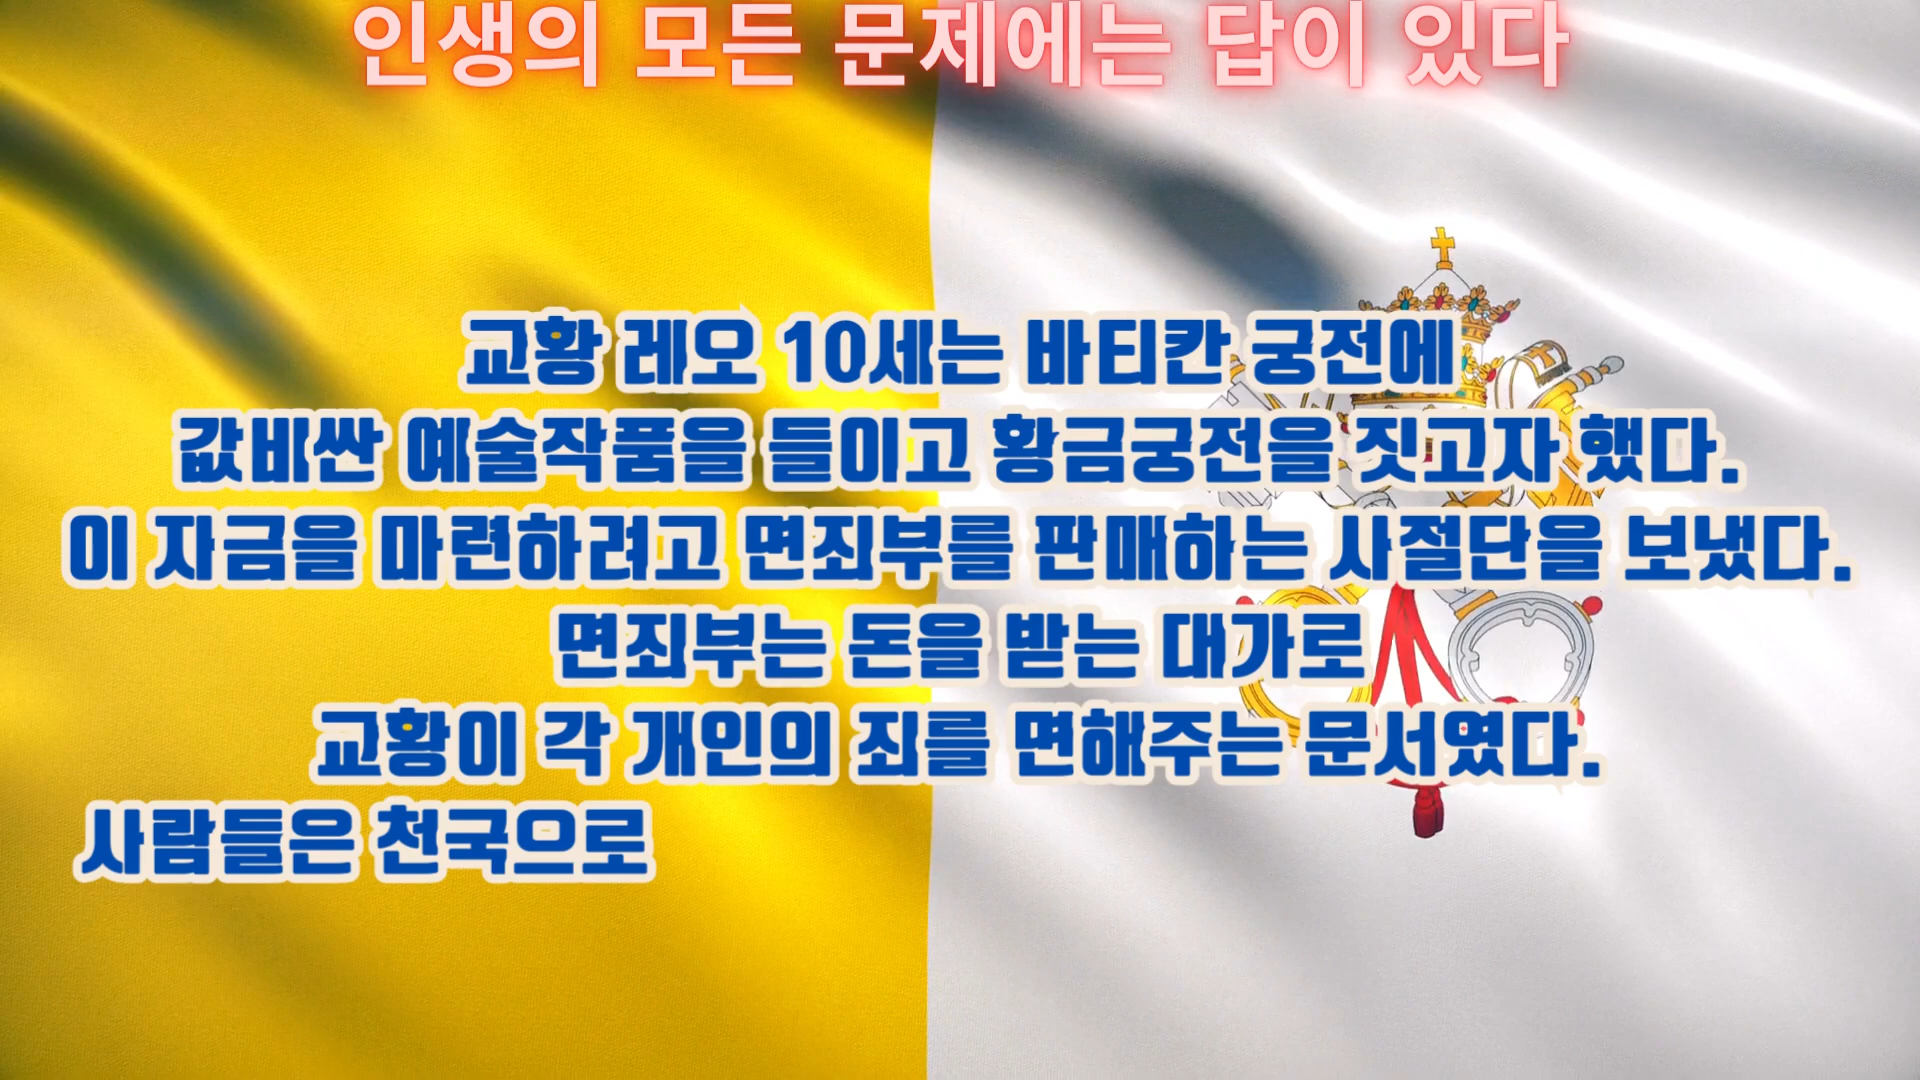 인생의 모든 문제에는 답이 있다
교황 레오 10세는 바티칸 궁전에
값비싼 예술작품을 들이고 황금궁전을 짓고자 했다.
이 자금을 마련하려고 면죄부를 판매하는 사절단을 보냈다.
면죄부는 돈을 받는 대가로
교황이 각 개인의 죄를 면해주는 문서였다.
사람들은 천국으로